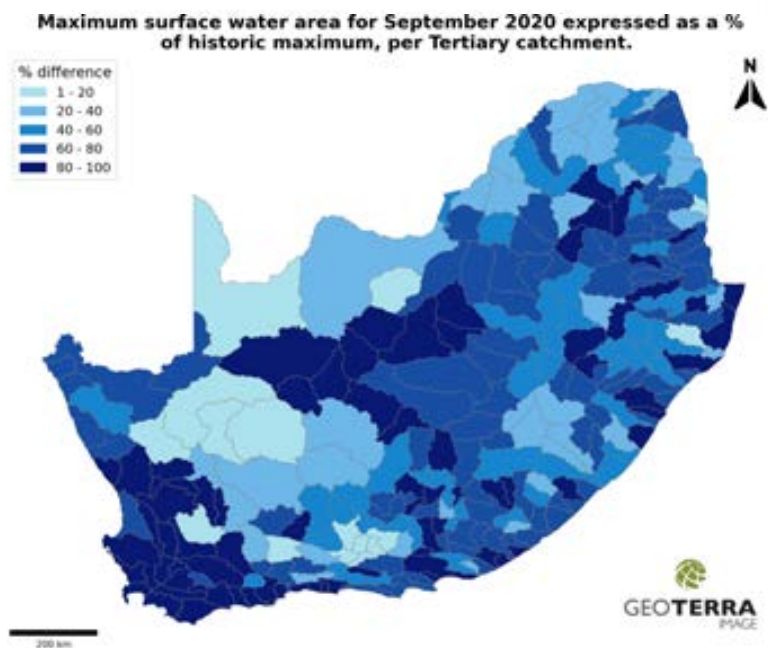 Maximum surface water area for September 2020 expressed as a %
of historic maximum, per Tertiary catchment.
% difference
1 - 20
20 - 40
40 - 60
60 - 80
80 - 100
N
GEOTERRA
IMAGE
200 km